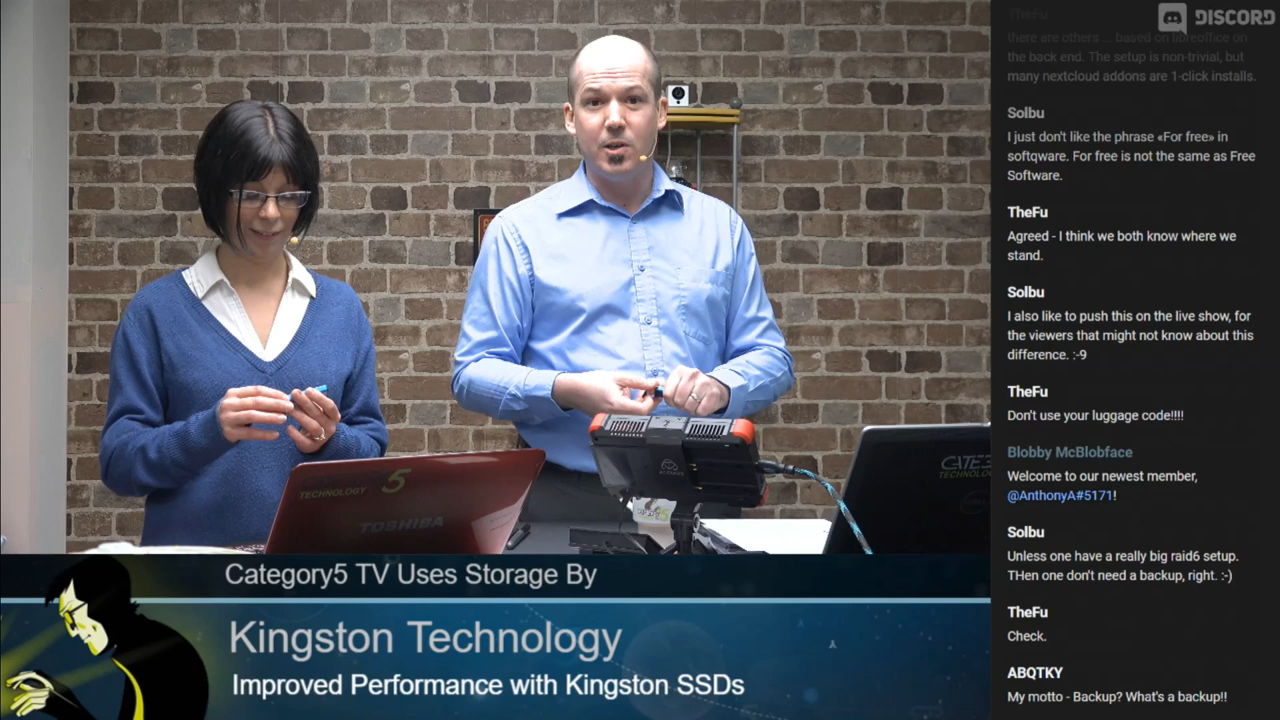 TECHNOLOGY 5
TOSHIBA
CATE
TECHNOLOG
Category5 TV Uses Storage By
Kingston Technology
Improved Performance with Kingston SSDs
DISCORD
TheFu
there are others ... based on libreoffice on
the back end. The setup is non-trivial, but
many nextcloud addons are 1-click installs.
Solbu
I just don't like the phrase «For free» in
softqware. For free is not the same as Free
Software.
TheFu
Agreed - I think we both know where we
stand.
Solbu
I also like to push this on the live show, for
the viewers that might not know about this
difference. :-9
TheFu
Don't use your luggage code!!!!
Blobby McBlobface
Welcome to our newest member,
@AnthonyA#5171!
Solbu
Unless one have a really big raid6 setup.
THen one don't need a backup, right. :-)
TheFu
Check.
ABQTKY
My motto - Backup? What's a backup!!